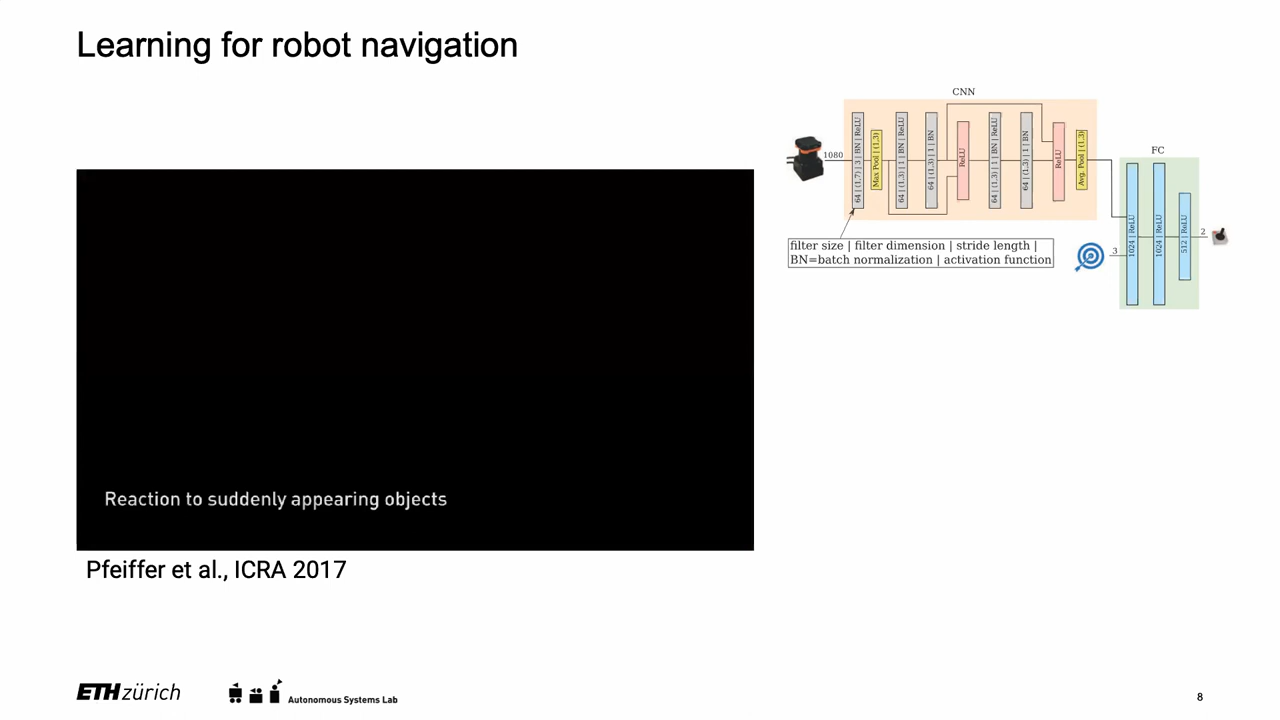 Learning for robot navigation
CNN
1080
64 | (1,7) | 3 | BN | ReLU
Max Pool | (1,3)
64 | (1,3) | 1 | BN | ReLU
64 | (1,3) | 1 | BN
ReLU
64 | (1,3) | 1 | BN | ReLU
64 | (1,3) | 1 | BN
ReLU
Avg. Pool | (1,3)
FC
1024 | ReLU
1024 | ReLU
512 | ReLU
2
3
filter size | filter dimension | stride length |
BN=batch normalization | activation function
Reaction to suddenly appearing objects
Pfeiffer et al., ICRA 2017
ETH zürich
Autonomous Systems Lab
8